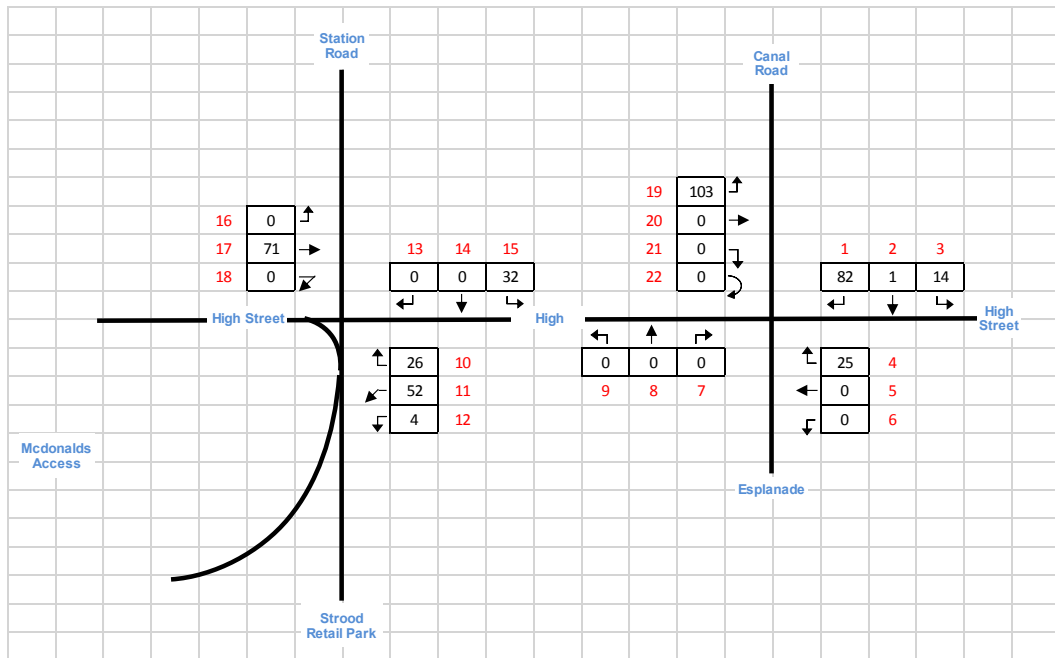 Station
Road
Canal
Road
19 103
16 0
20 0
17 71
13 14 15
21 0
1 2 3
18 0
0 0 32
22 0
82 1 14
High Street
High
High
Street
26 10
0 0 0
25 4
52 11
9 8 7
0 5
4 12
0 6
Mcdonalds
Access
Esplanade
Strood
Retail Park